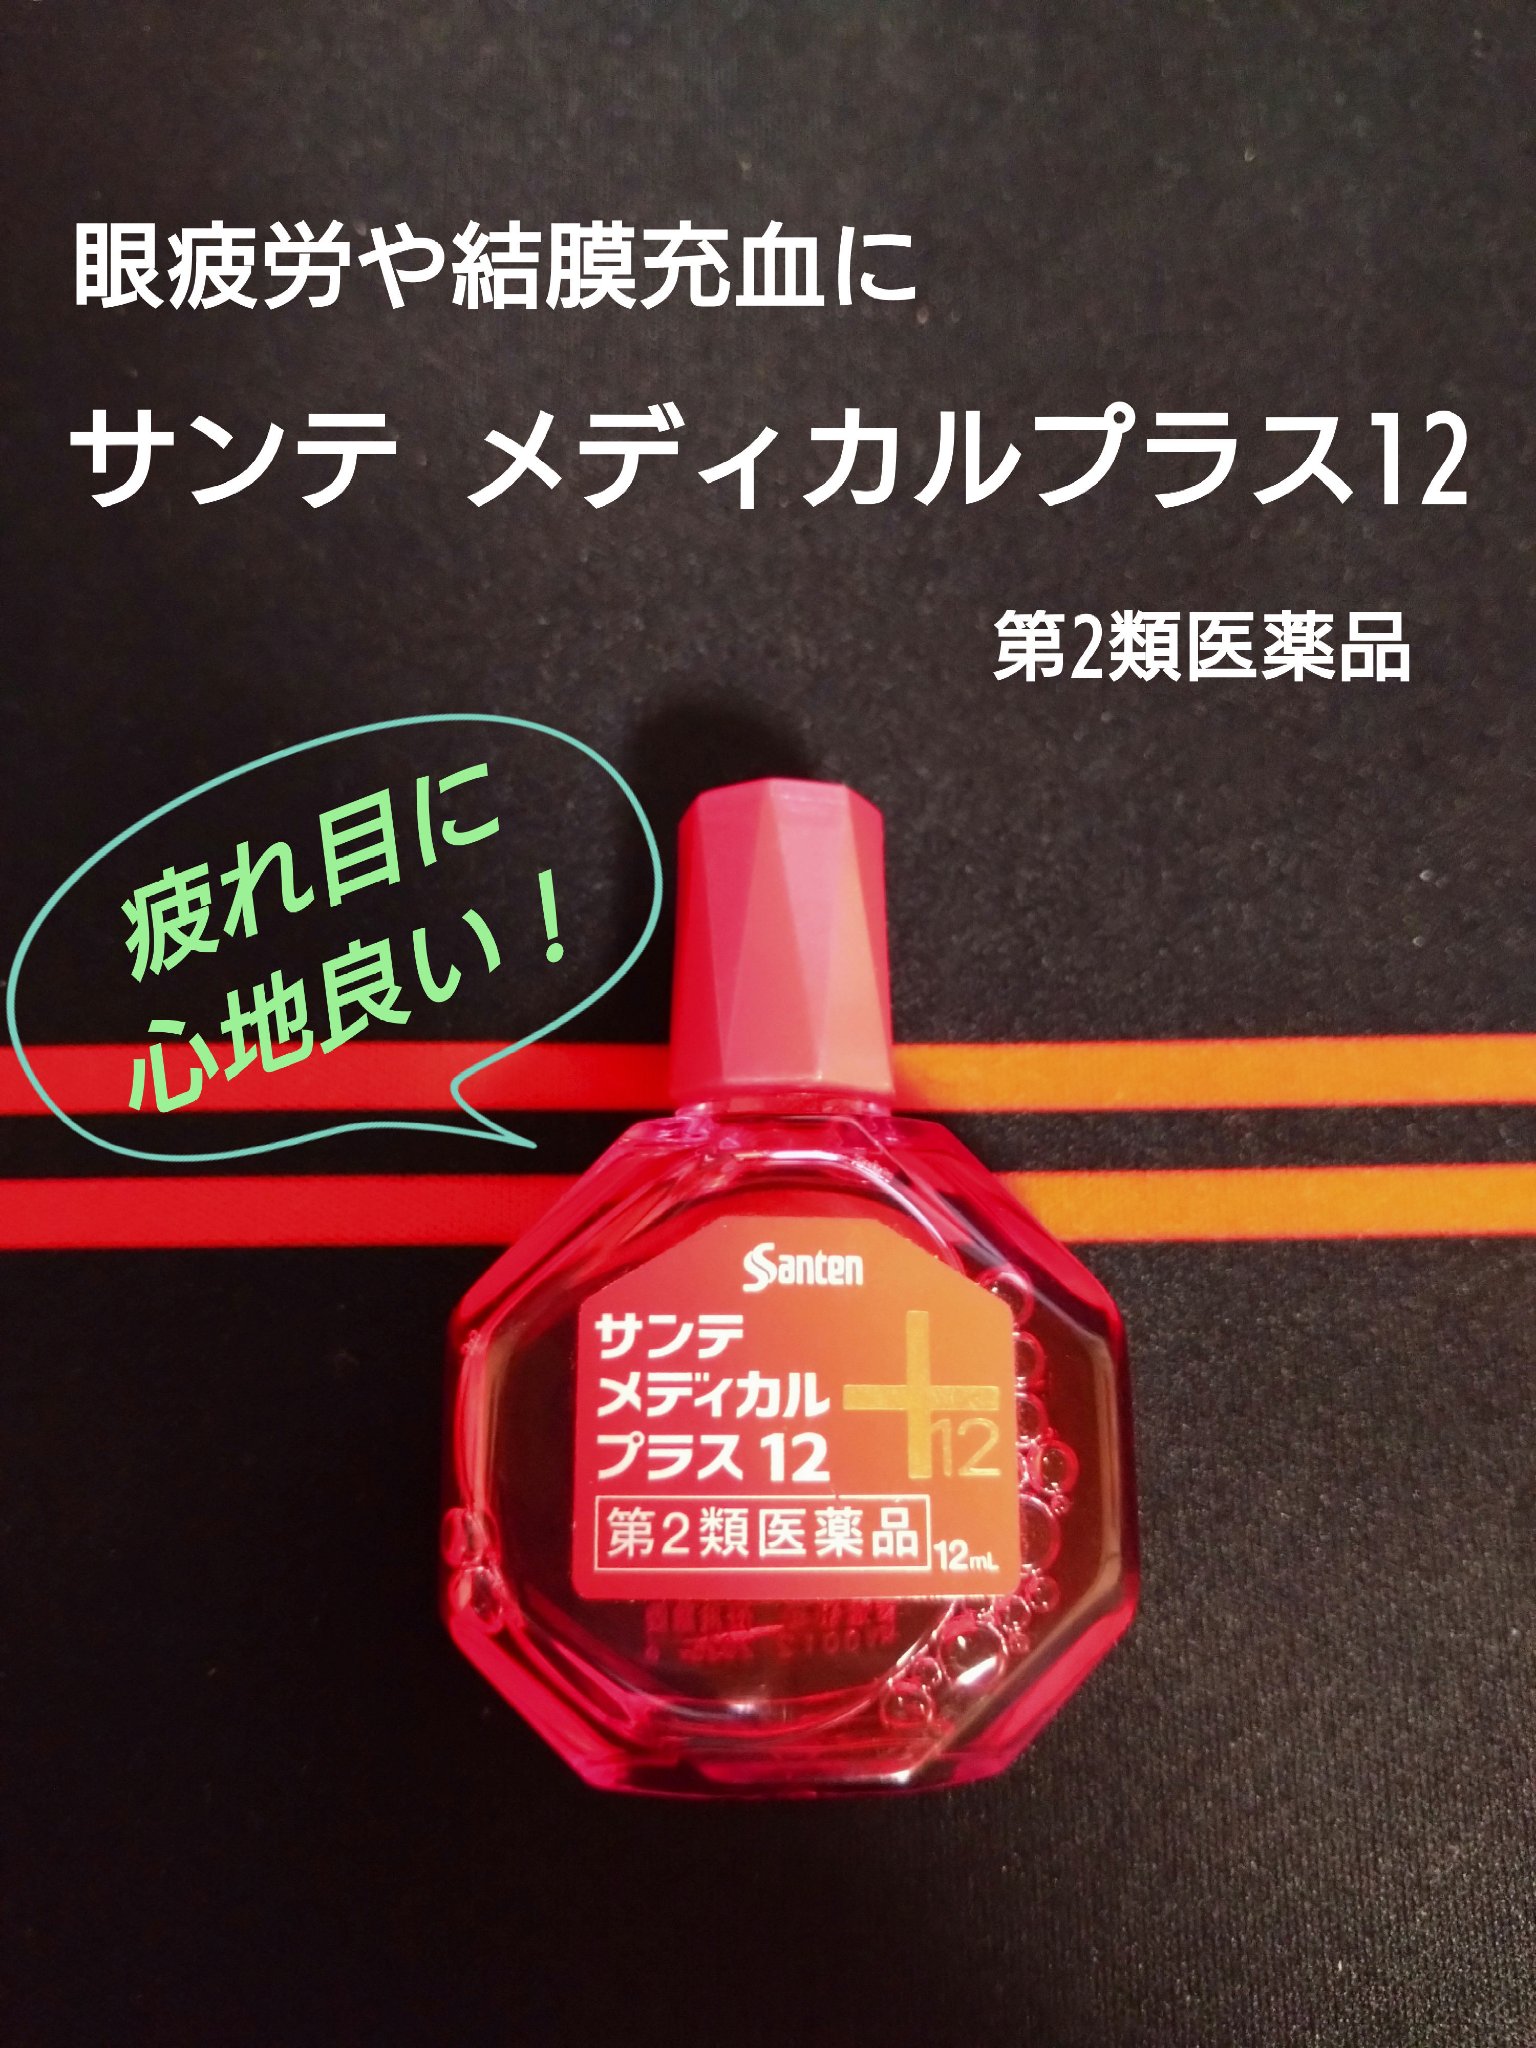 眼疲労や結膜充血に
サンテ メディカルプラス12
第2類医薬品
疲れ目に
心地良い！
Santen
サンテ
メディカル
プラス12
+12
第2類医薬品
12mL